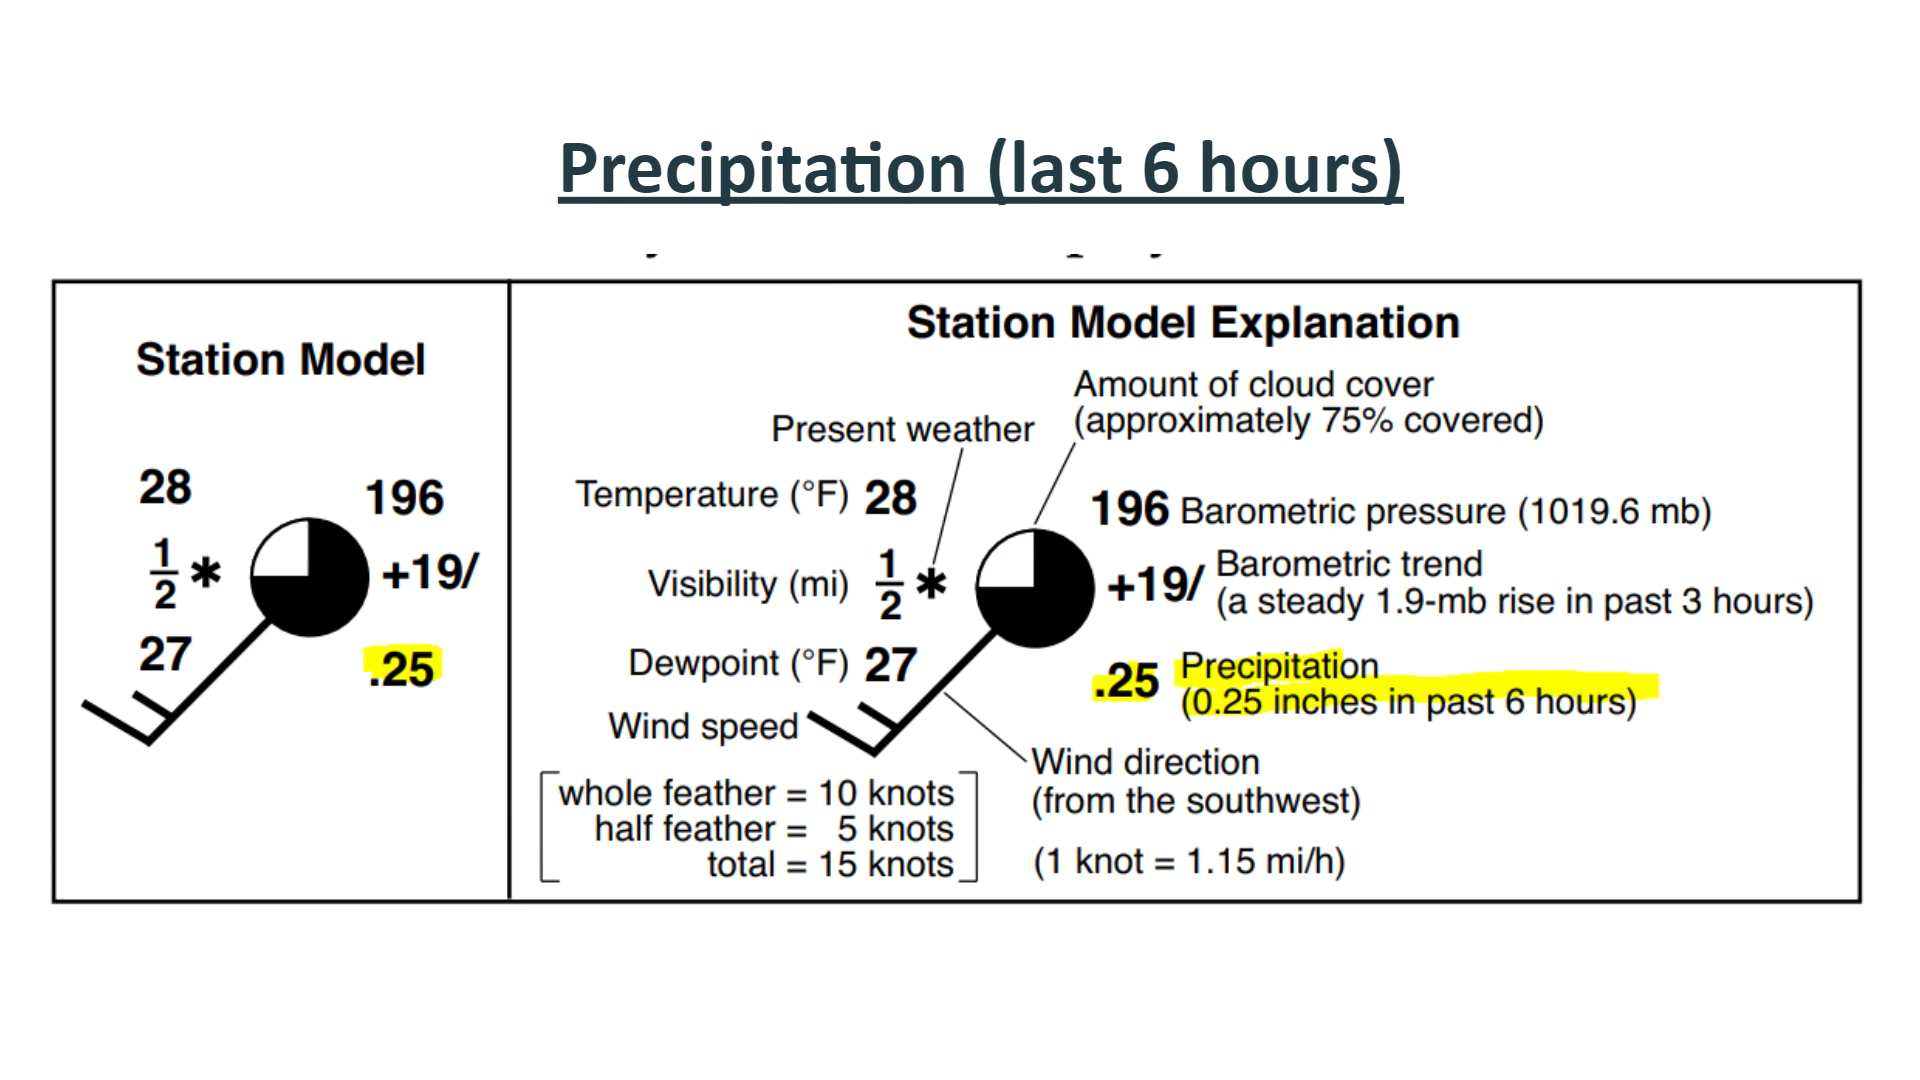 Precipitation (last 6 hours)
Station Model
28
196
1/2 *
+19/
27
.25
Station Model Explanation
Amount of cloud cover
(approximately 75% covered)
Present weather
Temperature (°F) 28
196 Barometric pressure (1019.6 mb)
Visibility (mi) 1/2 *
+19/ Barometric trend
(a steady 1.9-mb rise in past 3 hours)
Dewpoint (°F) 27
.25 Precipitation
(0.25 inches in past 6 hours)
Wind speed
whole feather = 10 knots
half feather = 5 knots
total = 15 knots
Wind direction
(from the southwest)
(1 knot = 1.15 mi/h)